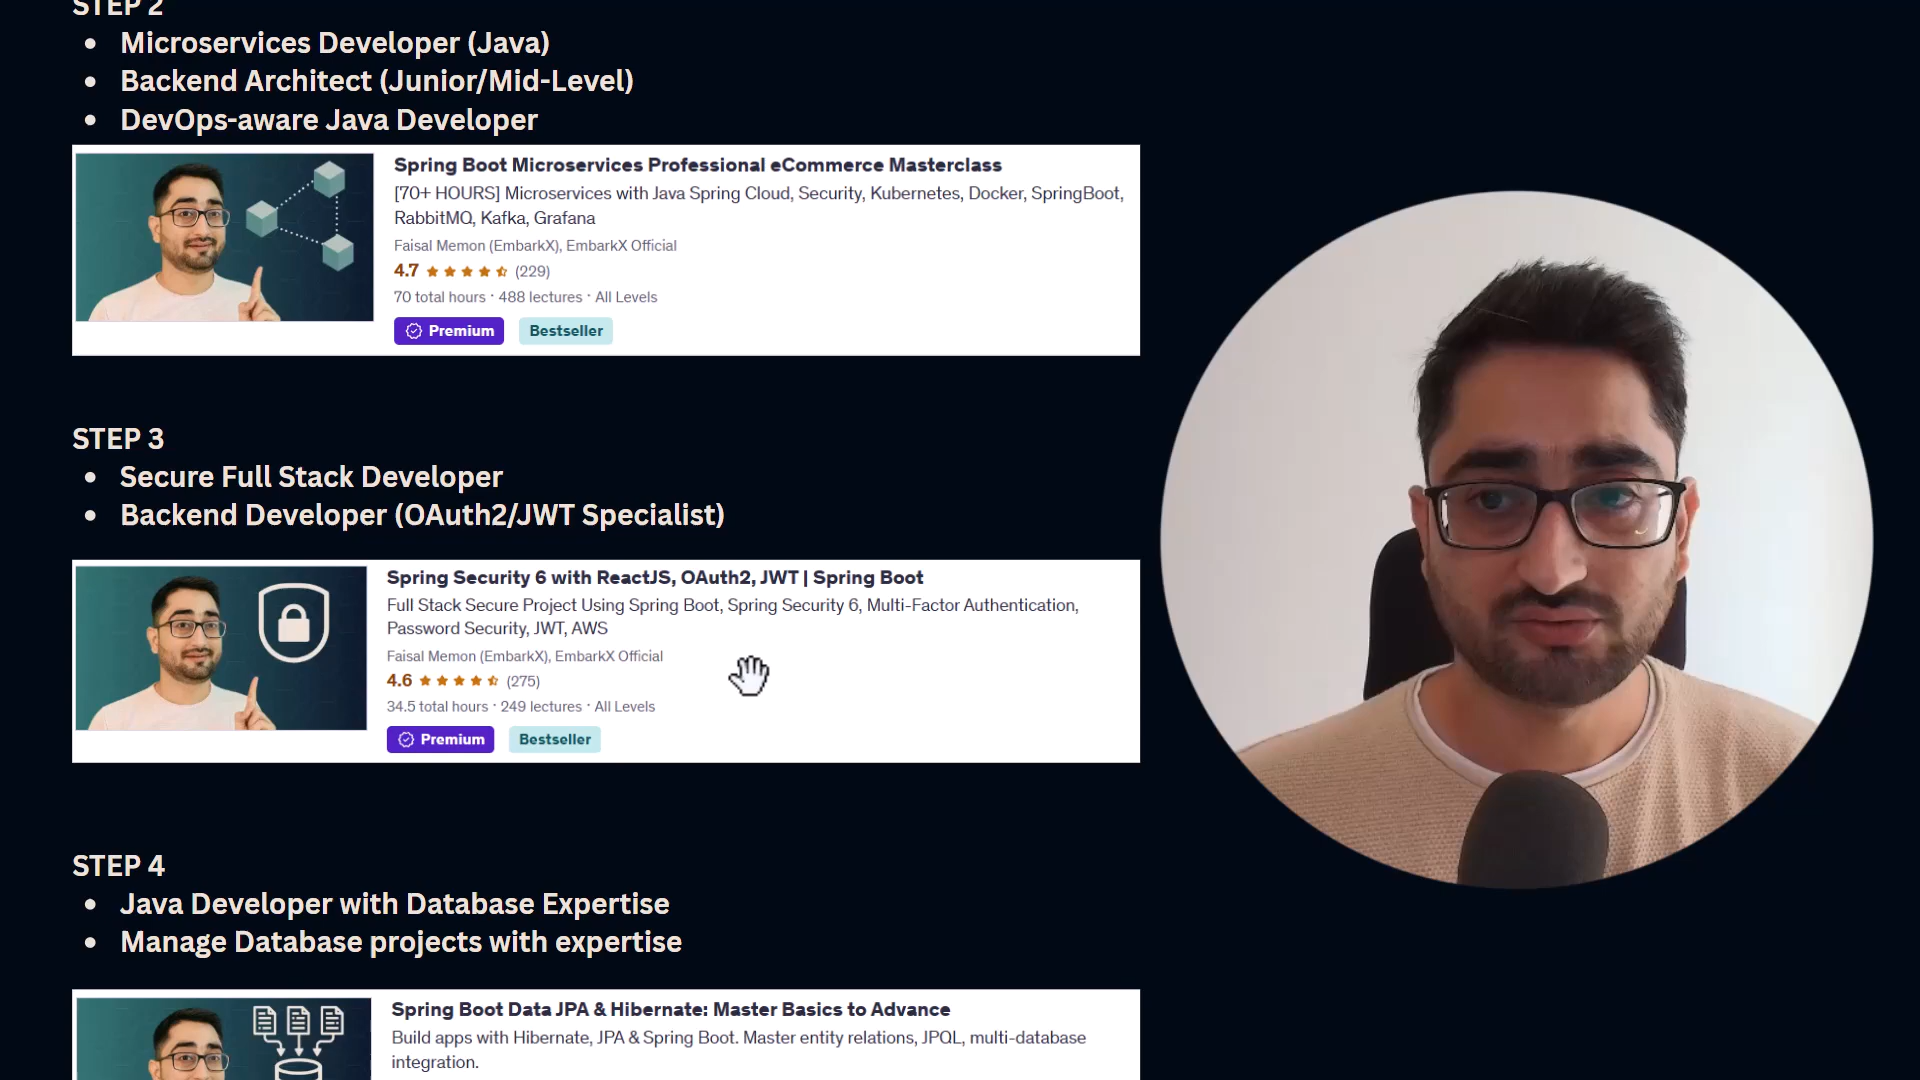 STEP 2
Microservices Developer (Java)
Backend Architect (Junior/Mid-Level)
DevOps-aware Java Developer
Spring Boot Microservices Professional eCommerce Masterclass
[70+ HOURS] Microservices with Java Spring Cloud, Security, Kubernetes, Docker, SpringBoot,
RabbitMQ, Kafka, Grafana
Faisal Memon (EmbarkX), EmbarkX Official
4.7 (229)
70 total hours · 488 lectures · All Levels
Premium Bestseller
STEP 3
Secure Full Stack Developer
Backend Developer (OAuth2/JWT Specialist)
Spring Security 6 with ReactJS, OAuth2, JWT | Spring Boot
Full Stack Secure Project Using Spring Boot, Spring Security 6, Multi-Factor Authentication,
Password Security, JWT, AWS
Faisal Memon (EmbarkX), EmbarkX Official
4.6 (275)
34.5 total hours · 249 lectures · All Levels
Premium Bestseller
STEP 4
Java Developer with Database Expertise
Manage Database projects with expertise
Spring Boot Data JPA & Hibernate: Master Basics to Advance
Build apps with Hibernate, JPA & Spring Boot. Master entity relations, JPQL, multi-database
integration.